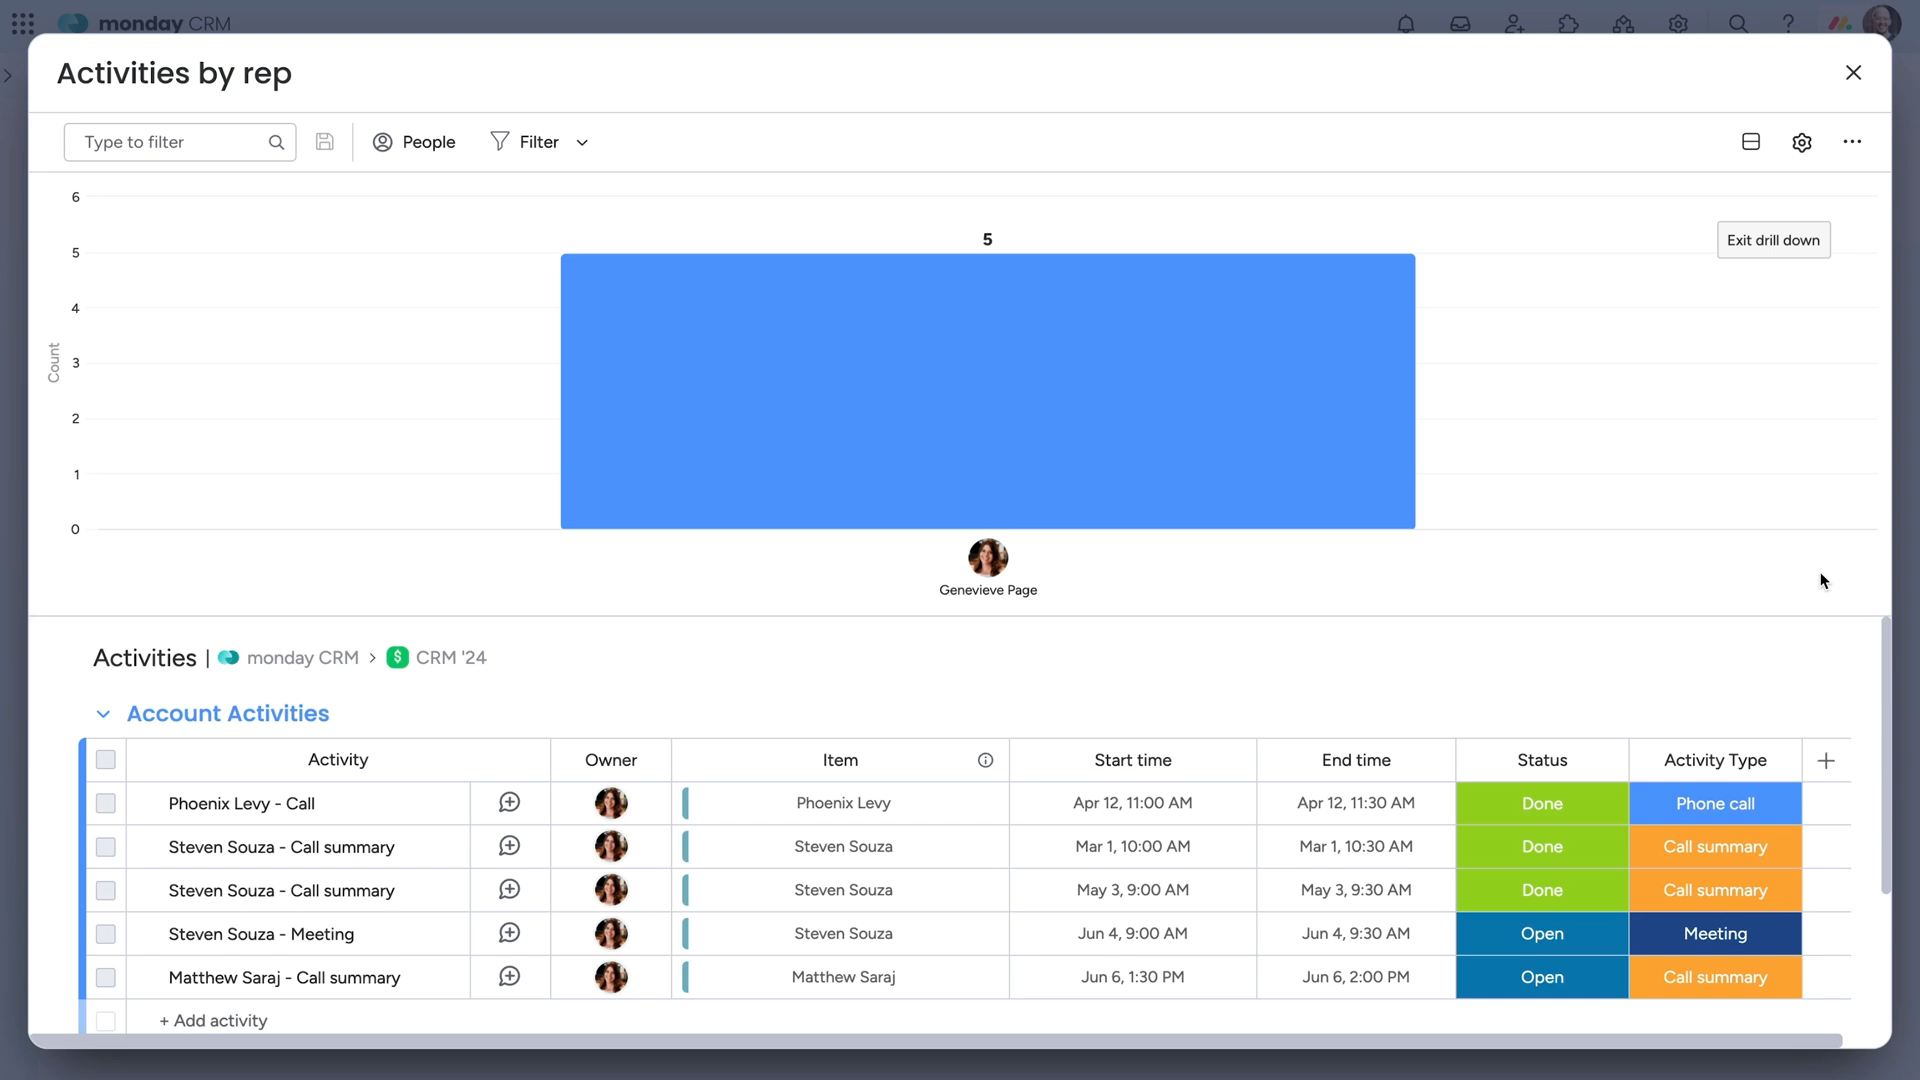 monday CRM
Activities by rep
Type to filter
People
Filter
6
5
Exit drill down
5
4
Count
3
2
1
0
Genevieve Page
Activities | monday CRM > $ CRM '24
Account Activities
Activity Owner Item Start time End time Status Activity Type
Phoenix Levy - Call Phoenix Levy Apr 12, 11:00 AM Apr 12, 11:30 AM Done Phone call
Steven Souza - Call summary Steven Souza Mar 1, 10:00 AM Mar 1, 10:30 AM Done Call summary
Steven Souza - Call summary Steven Souza May 3, 9:00 AM May 3, 9:30 AM Done Call summary
Steven Souza - Meeting Steven Souza Jun 4, 9:00 AM Jun 4, 9:30 AM Open Meeting
Matthew Saraj - Call summary Matthew Saraj Jun 6, 1:30 PM Jun 6, 2:00 PM Open Call summary
+ Add activity